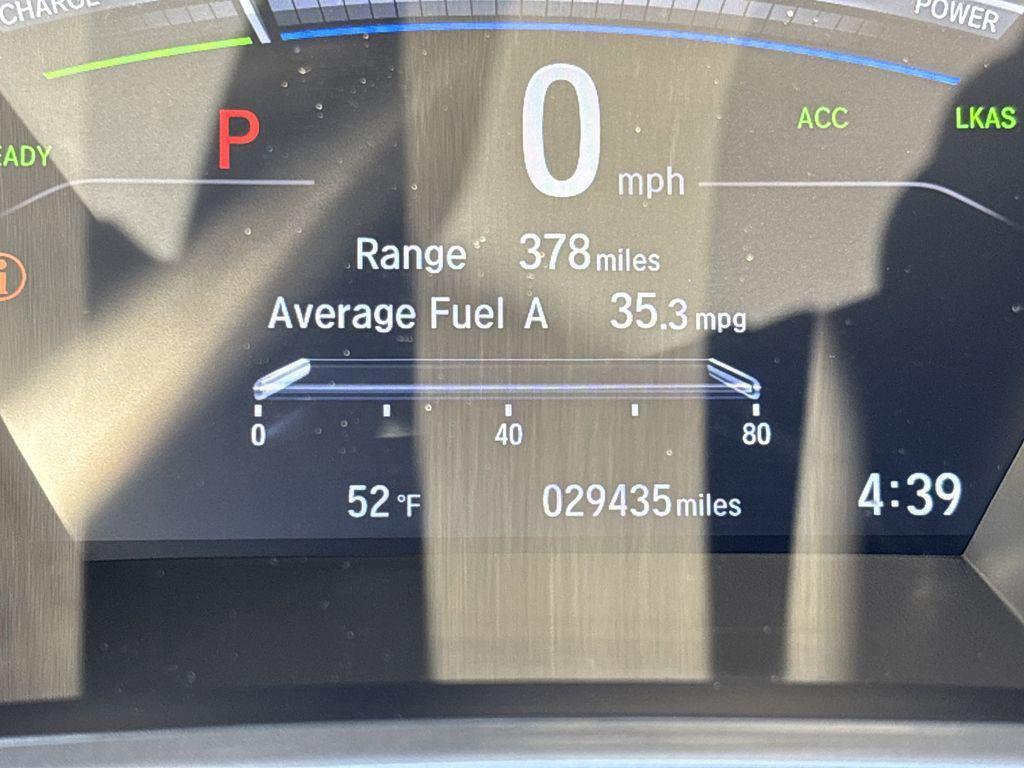 CHARGE POWER
0 mph
P ACC LKAS
EADY
Range 378 miles
Average Fuel A 35.3 mpg
0 40 80
52 °F 029435 miles 4:39